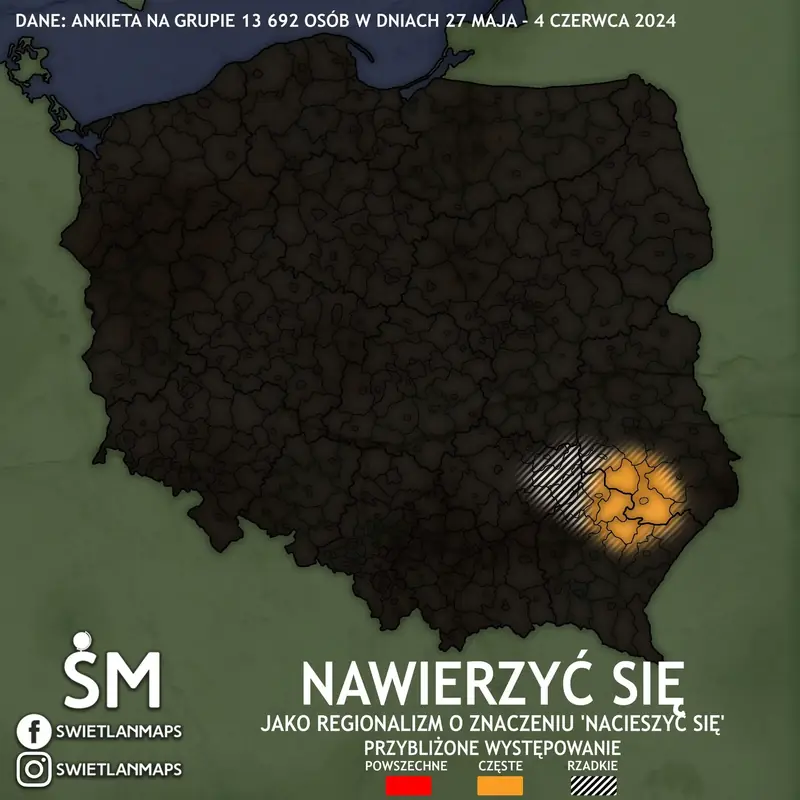 DANE: ANKIETA NA GRUPIE 13 692 OSÓB W DNIACH 27 MAJA - 4 CZERWCA 2024
ŚM
SWIETLANMAPS
SWIETLANMAPS
NAWIERZYĆ SIĘ
JAKO REGIONALIZM O ZNACZENIU 'NACIESZYĆ SIĘ'
PRZYBLIŻONE WYSTĘPOWANIE
POWSZECHNE CZĘSTE RZADKIE